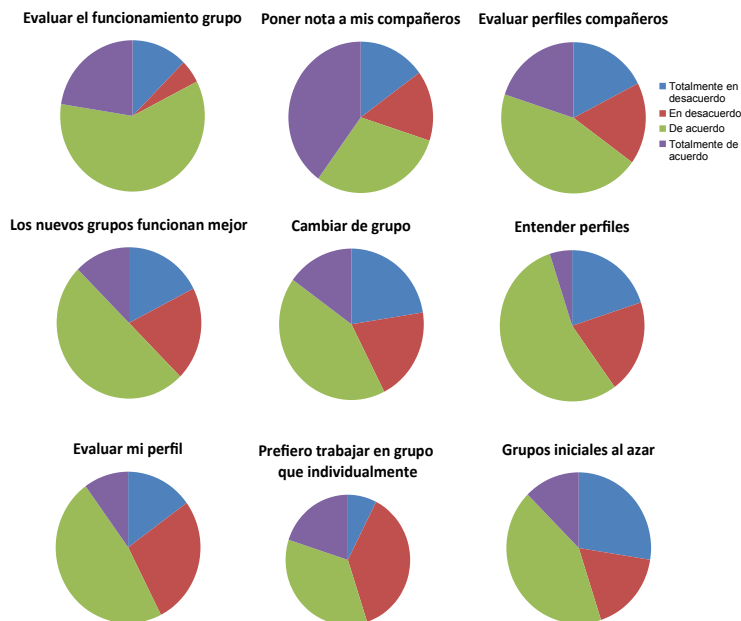 Evaluar el funcionamiento grupo
Poner nota a mis compañeros
Evaluar perfiles compañeros
Totalmente en
desacuerdo
En desacuerdo
De acuerdo
Totalmente de
acuerdo
Los nuevos grupos funcionan mejor
Cambiar de grupo
Entender perfiles
Evaluar mi perfil
Prefiero trabajar en grupo
que individualmente
Grupos iniciales al azar